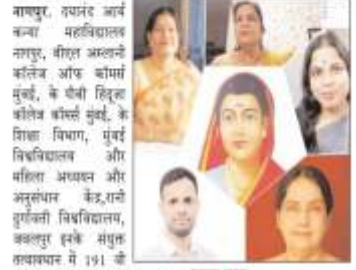 नागपुर, दयानंद आर्य
कन्या महाविद्यालय
नागपुर, बीएल अमलानी
कॉलेज ऑफ कॉमर्स
मुंबई, के पीबी हिंदुजा
कॉलेज कॉमर्स मुंबई, के
शिक्षा विभाग, मुंबई
विश्वविद्यालय और
महिला अध्ययन और
अनुसंधान केंद्र,रानी
दुर्गावती विश्वविद्यालय,
जबलपुर इनके संयुक्त
तत्वावधान में 191 वी